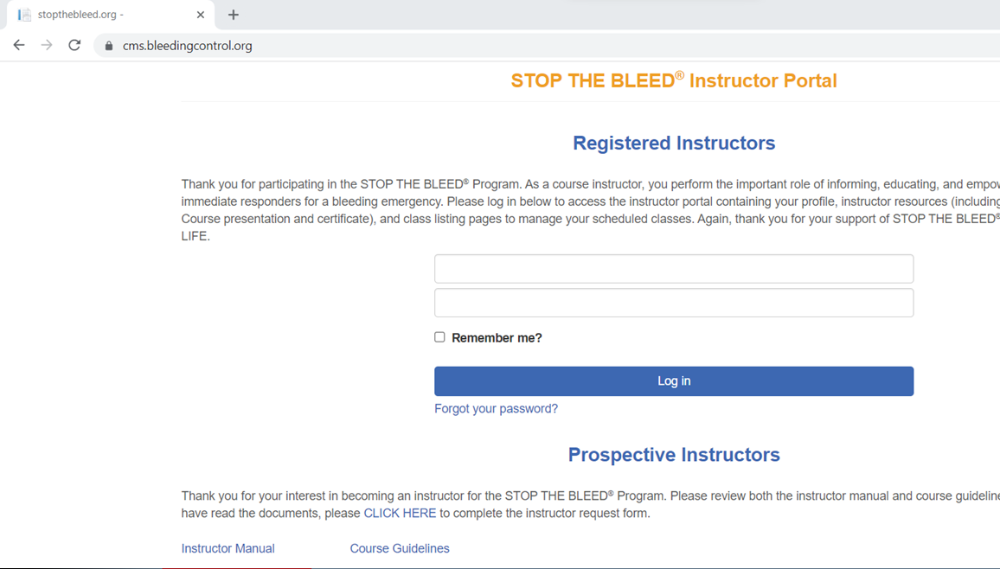 stopthebleed.org -
cms.bleedingcontrol.org
STOP THE BLEED® Instructor Portal
Registered Instructors
Thank you for participating in the STOP THE BLEED® Program. As a course instructor, you perform the important role of informing, educating, and empow
immediate responders for a bleeding emergency. Please log in below to access the instructor portal containing your profile, instructor resources (including
Course presentation and certificate), and class listing pages to manage your scheduled classes. Again, thank you for your support of STOP THE BLEED®
LIFE.
Remember me?
Log in
Forgot your password?
Prospective Instructors
Thank you for your interest in becoming an instructor for the STOP THE BLEED® Program. Please review both the instructor manual and course guideline
have read the documents, please CLICK HERE to complete the instructor request form.
Instructor Manual Course Guidelines